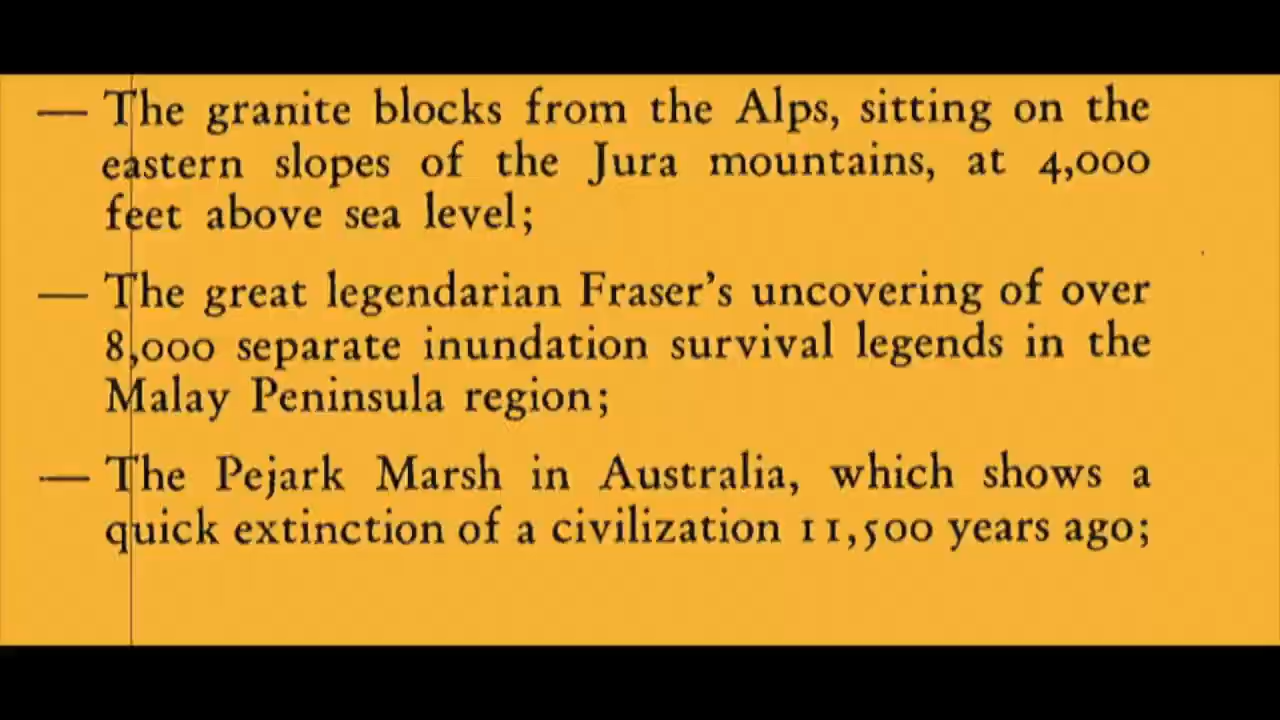 — The granite blocks from the Alps, sitting on the
eastern slopes of the Jura mountains, at 4,000
feet above sea level;
— The great legendarian Fraser's uncovering of over
8,000 separate inundation survival legends in the
Malay Peninsula region;
— The Pejark Marsh in Australia, which shows a
quick extinction of a civilization 11,500 years ago;